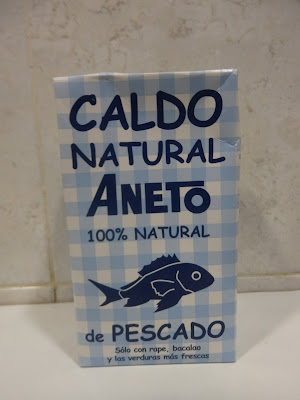 CALDO
NATURAL
ANETO
100% NATURAL
de PESCADO
Sólo con rape, bacalao
y las verduras más frescas